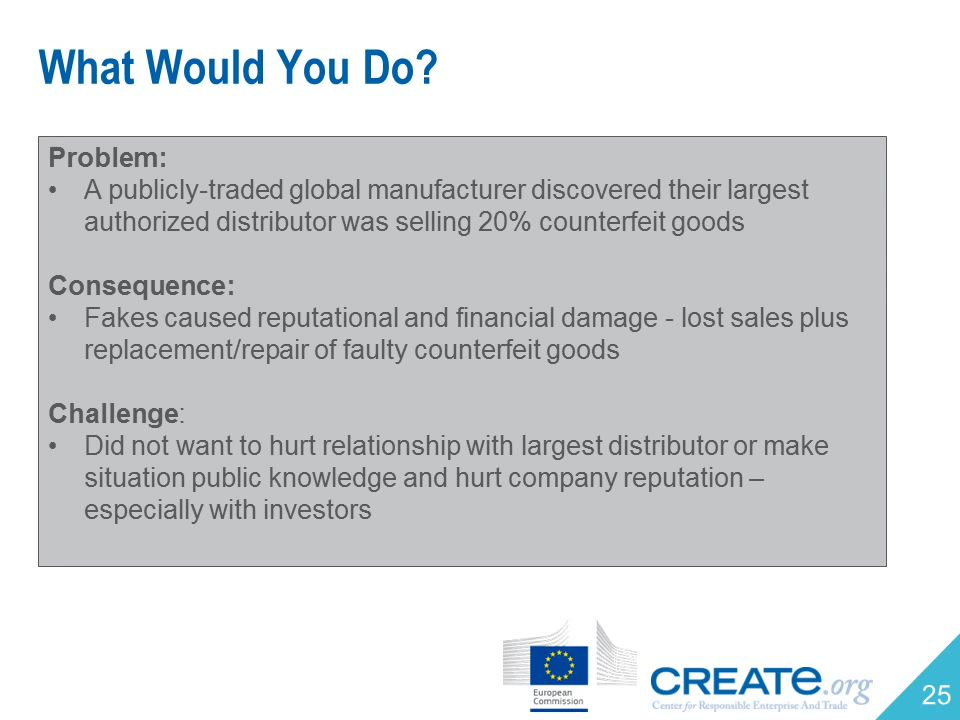 What Would You Do?
Problem:
• A publicly-traded global manufacturer discovered their largest
authorized distributor was selling 20% counterfeit goods
Consequence:
• Fakes caused reputational and financial damage - lost sales plus
replacement/repair of faulty counterfeit goods
Challenge:
• Did not want to hurt relationship with largest distributor or make
situation public knowledge and hurt company reputation –
especially with investors
European
Commission
CREATe.org
Center for Responsible Enterprise And Trade
25